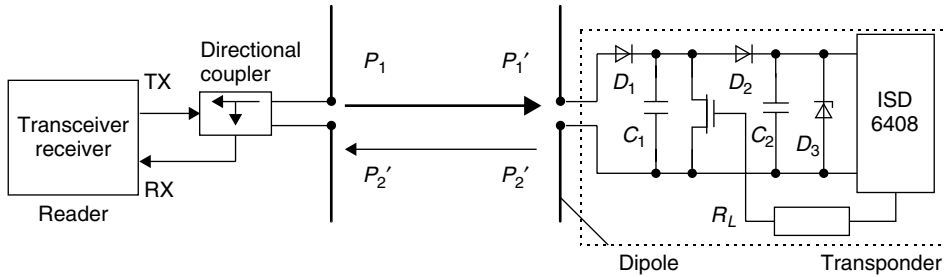 Directional
coupler
TX
Transceiver
receiver
RX
Reader
P1
P1′
P2′
P2′
D1
D2
C1
C2
D3
ISD
6408
RL
Dipole
Transponder